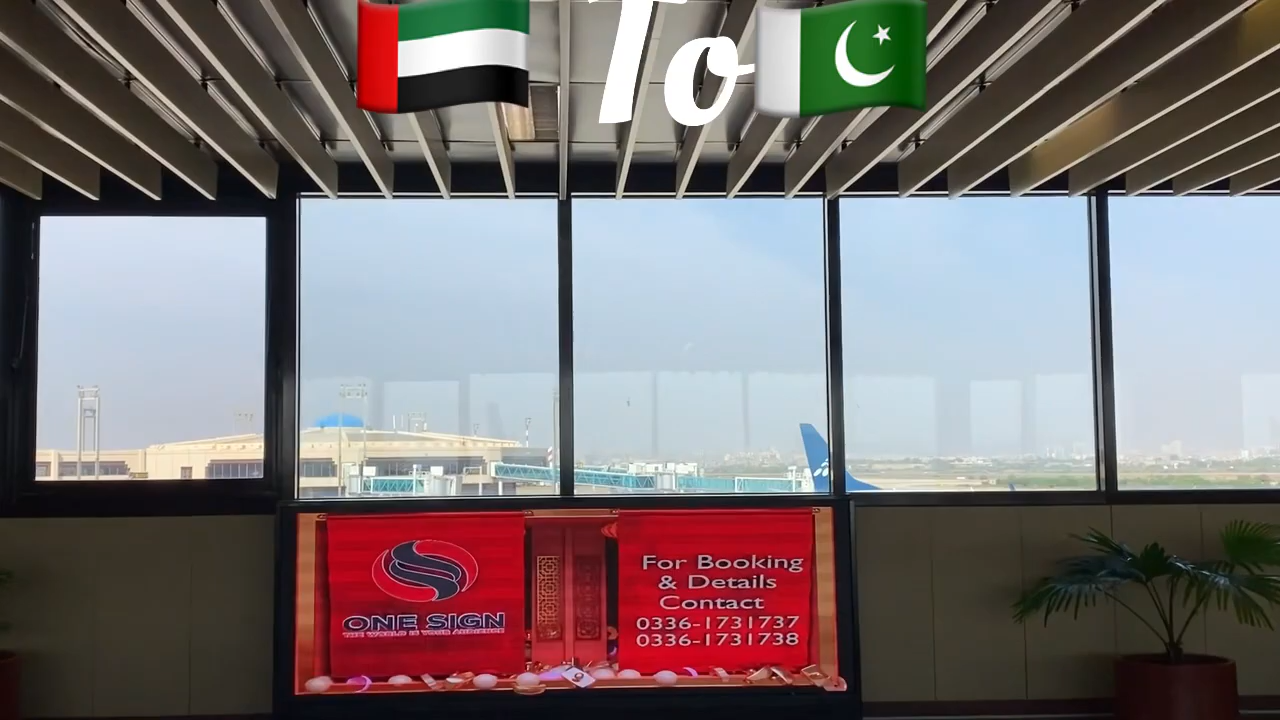 To
ONE SIGN
THE WORLD IS YOUR AUDIENCE
For Booking
& Details
Contact
0336-1731737
0336-1731738